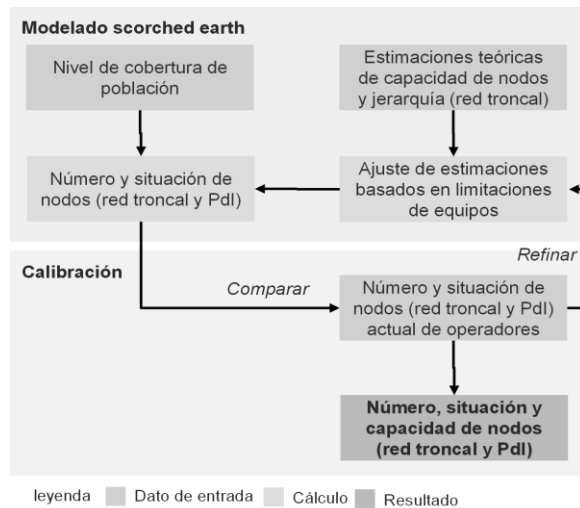 Modelado scorched earth
Nivel de cobertura de
población
Estimaciones teóricas
de capacidad de nodos
y jerarquía (red troncal)
Número y situación de
nodos (red troncal y PdI)
Ajuste de estimaciones
basados en limitaciones
de equipos
Calibración
Refinar
Comparar
Número y situación de
nodos (red troncal y PdI)
actual de operadores
Número, situación y
capacidad de nodos
(red troncal y PdI)
leyenda
Dato de entrada
Cálculo
Resultado